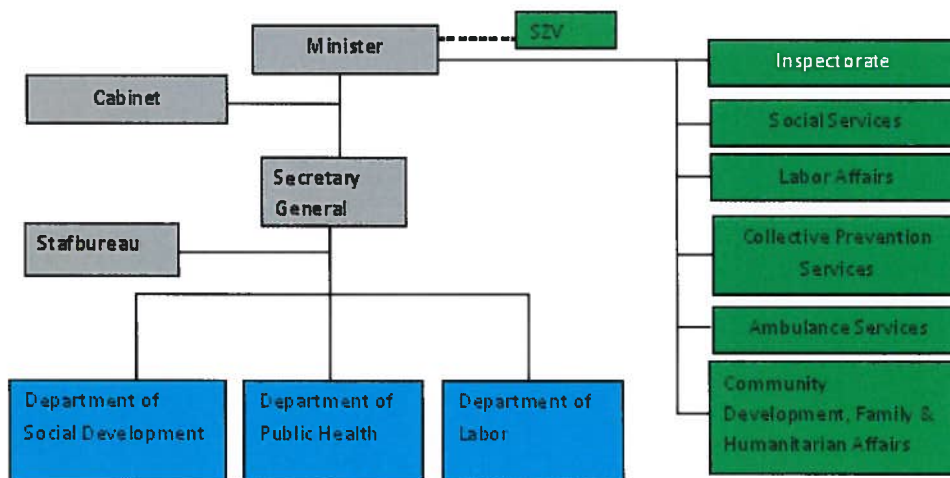 Minister
SZV
Inspectorate
Cabinet
Social Services
Labor Affairs
Secretary
General
Stafbureau
Collective Prevention
Services
Ambulance Services
Department of
Social Development
Department of
Public Health
Department of
Labor
Community
Development, Family &
Humanitarian Affairs